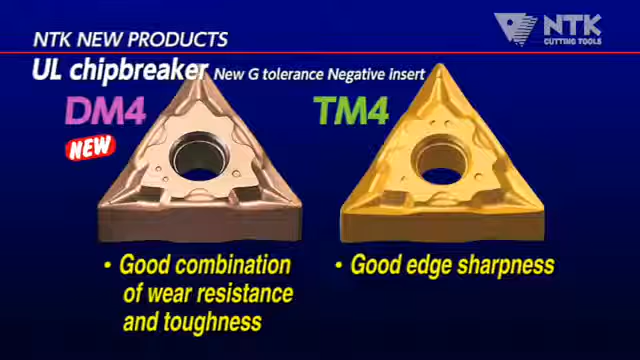 NTK NEW PRODUCTS
NTK
CUTTING TOOLS
UL chipbreaker New G tolerance Negative insert
DM4
TM4
NEW
• Good combination
of wear resistance
and toughness
• Good edge sharpness